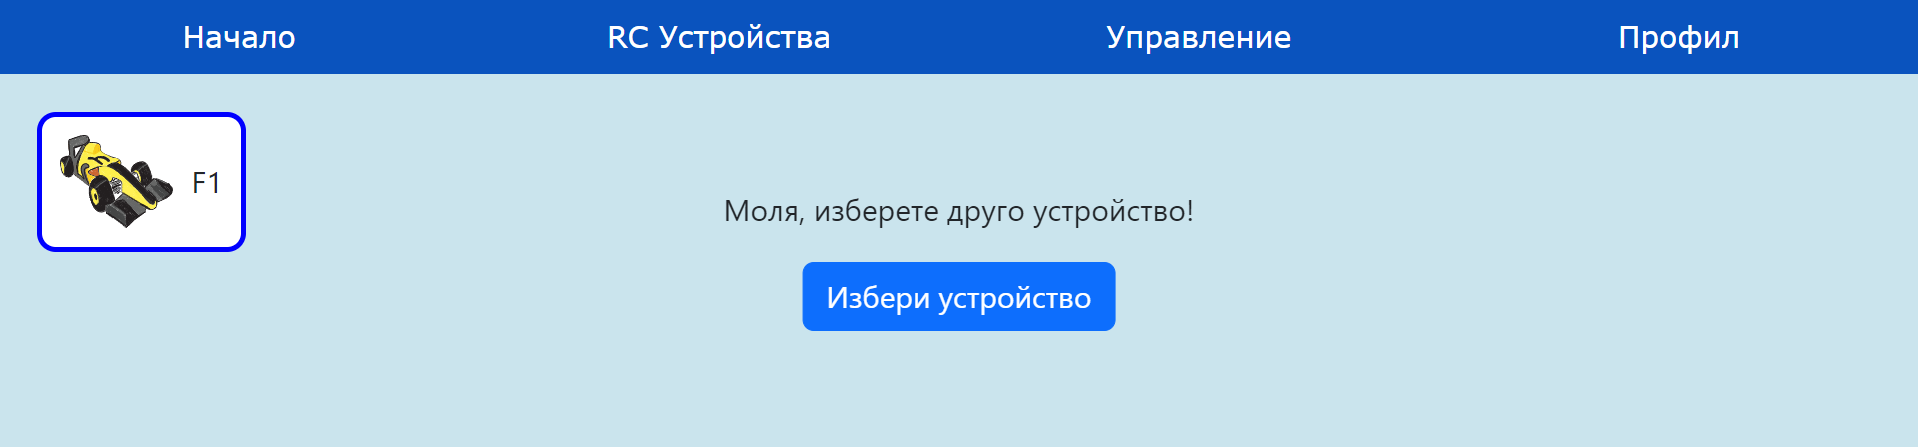 Начало
RC Устройства
Управление
Профил
F1
Моля, изберете друго устройство!
Избери устройство